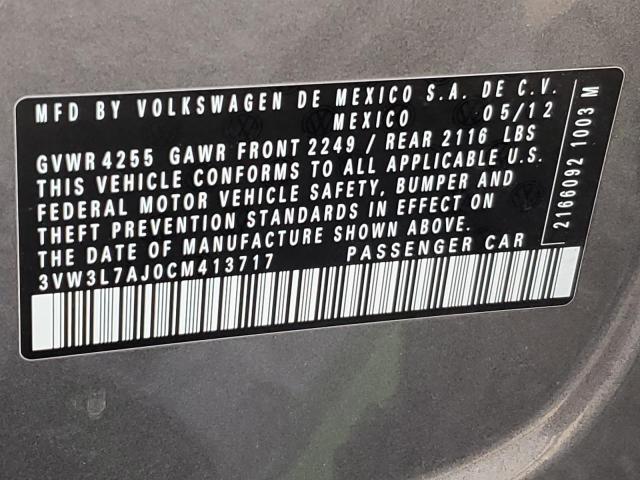 MFD BY VOLKSWAGEN DE MEXICO S.A. DE C.V.
MEXICO 05/12
GVWR 4255 GAWR FRONT 2249 / REAR 2116 LBS
THIS VEHICLE CONFORMS TO ALL APPLICABLE U.S.
FEDERAL MOTOR VEHICLE SAFETY, BUMPER AND
THEFT PREVENTION STANDARDS IN EFFECT ON
THE DATE OF MANUFACTURE SHOWN ABOVE.
3VW3L7AJ0CM413717 PASSENGER CAR
2166092 1003 M